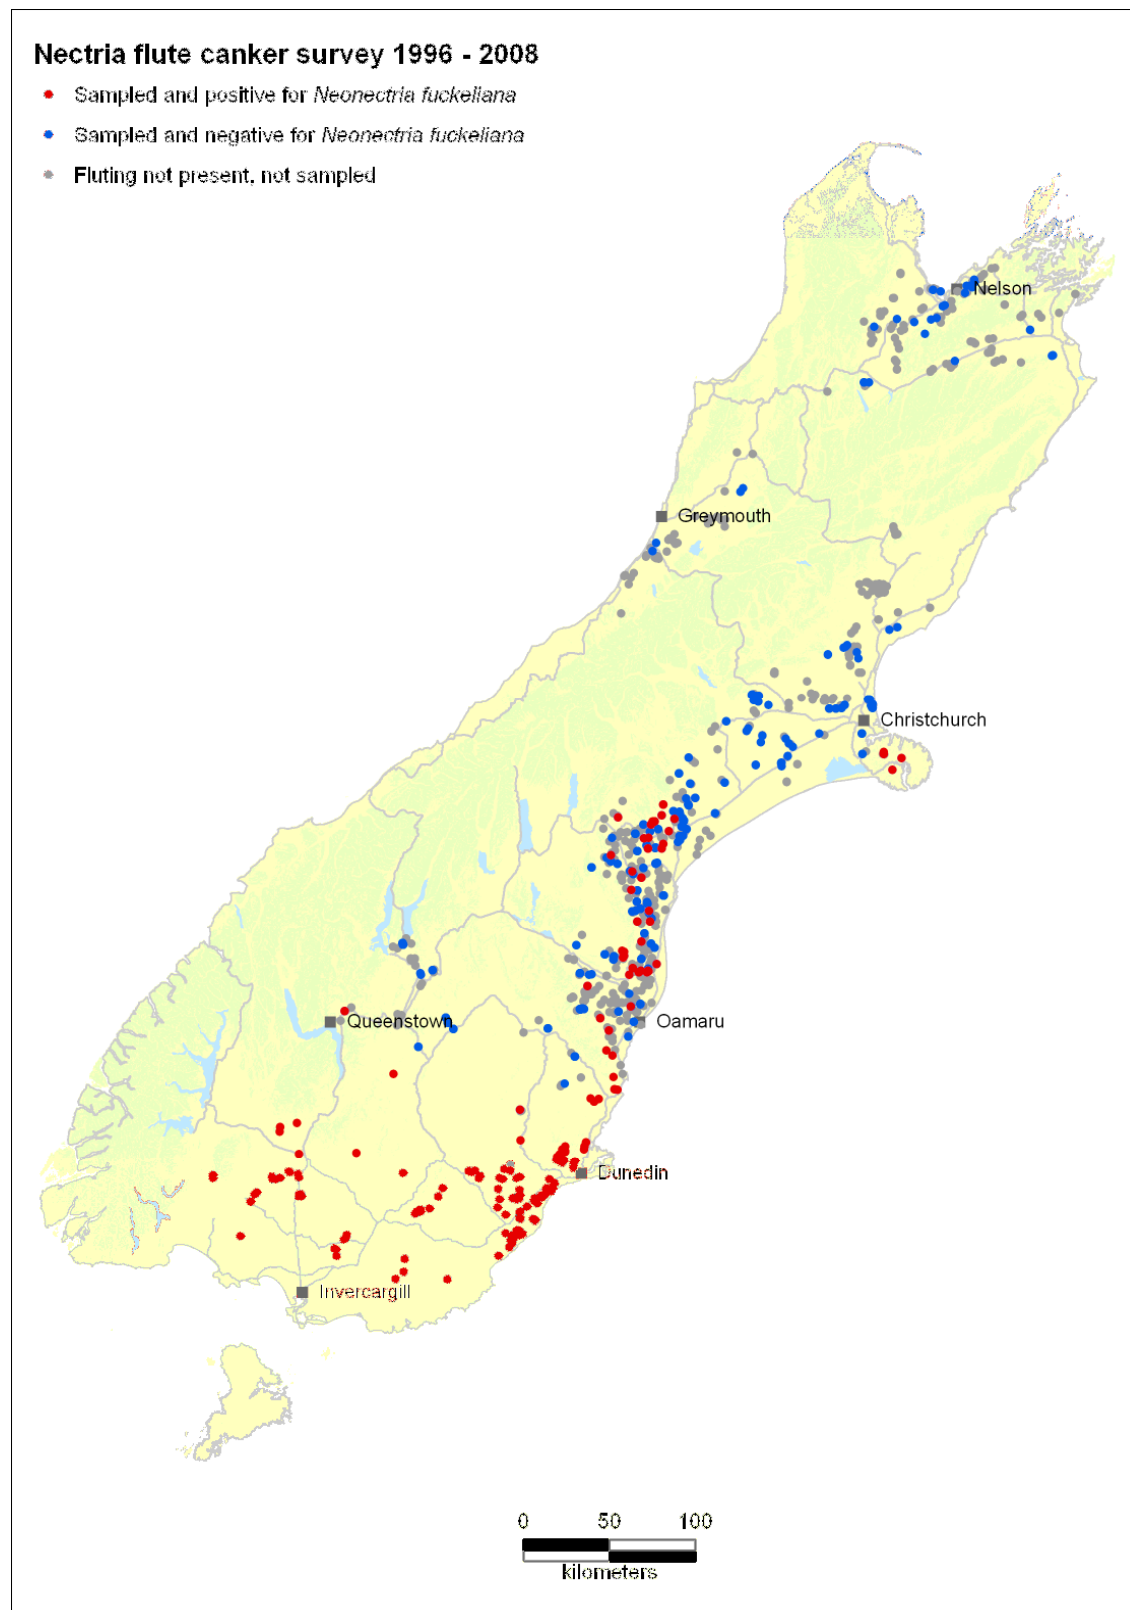 Nectria flute canker survey 1996 - 2008
Sampled and positive for Neonectria fuckeliana
Sampled and negative for Neonectria fuckeliana
Fluting not present, not sampled
Nelson
Greymouth
Christchurch
Queenstown
Oamaru
Dunedin
Invercargill
0 50 100
kilometers